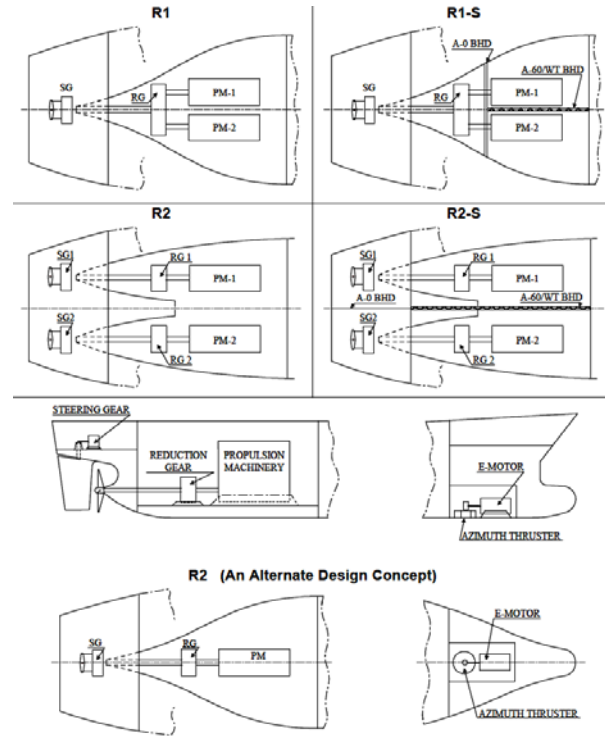 R1
SG
RG
PM-1
PM-2
R1-S
A-0 BHD
A-60/WT BHD
SG
RG
PM-1
PM-2
R2
SG1
RG 1
PM-1
SG2
RG 2
PM-2
R2-S
SG1
RG 1
PM-1
A-0 BHD
A-60/WT BHD
SG2
RG 2
PM-2
STEERING GEAR
REDUCTION
GEAR
PROPULSION
MACHINERY
E-MOTOR
AZIMUTH THRUSTER
R2 (An Alternate Design Concept)
SG
RG
PM
E-MOTOR
AZIMUTH THRUSTER